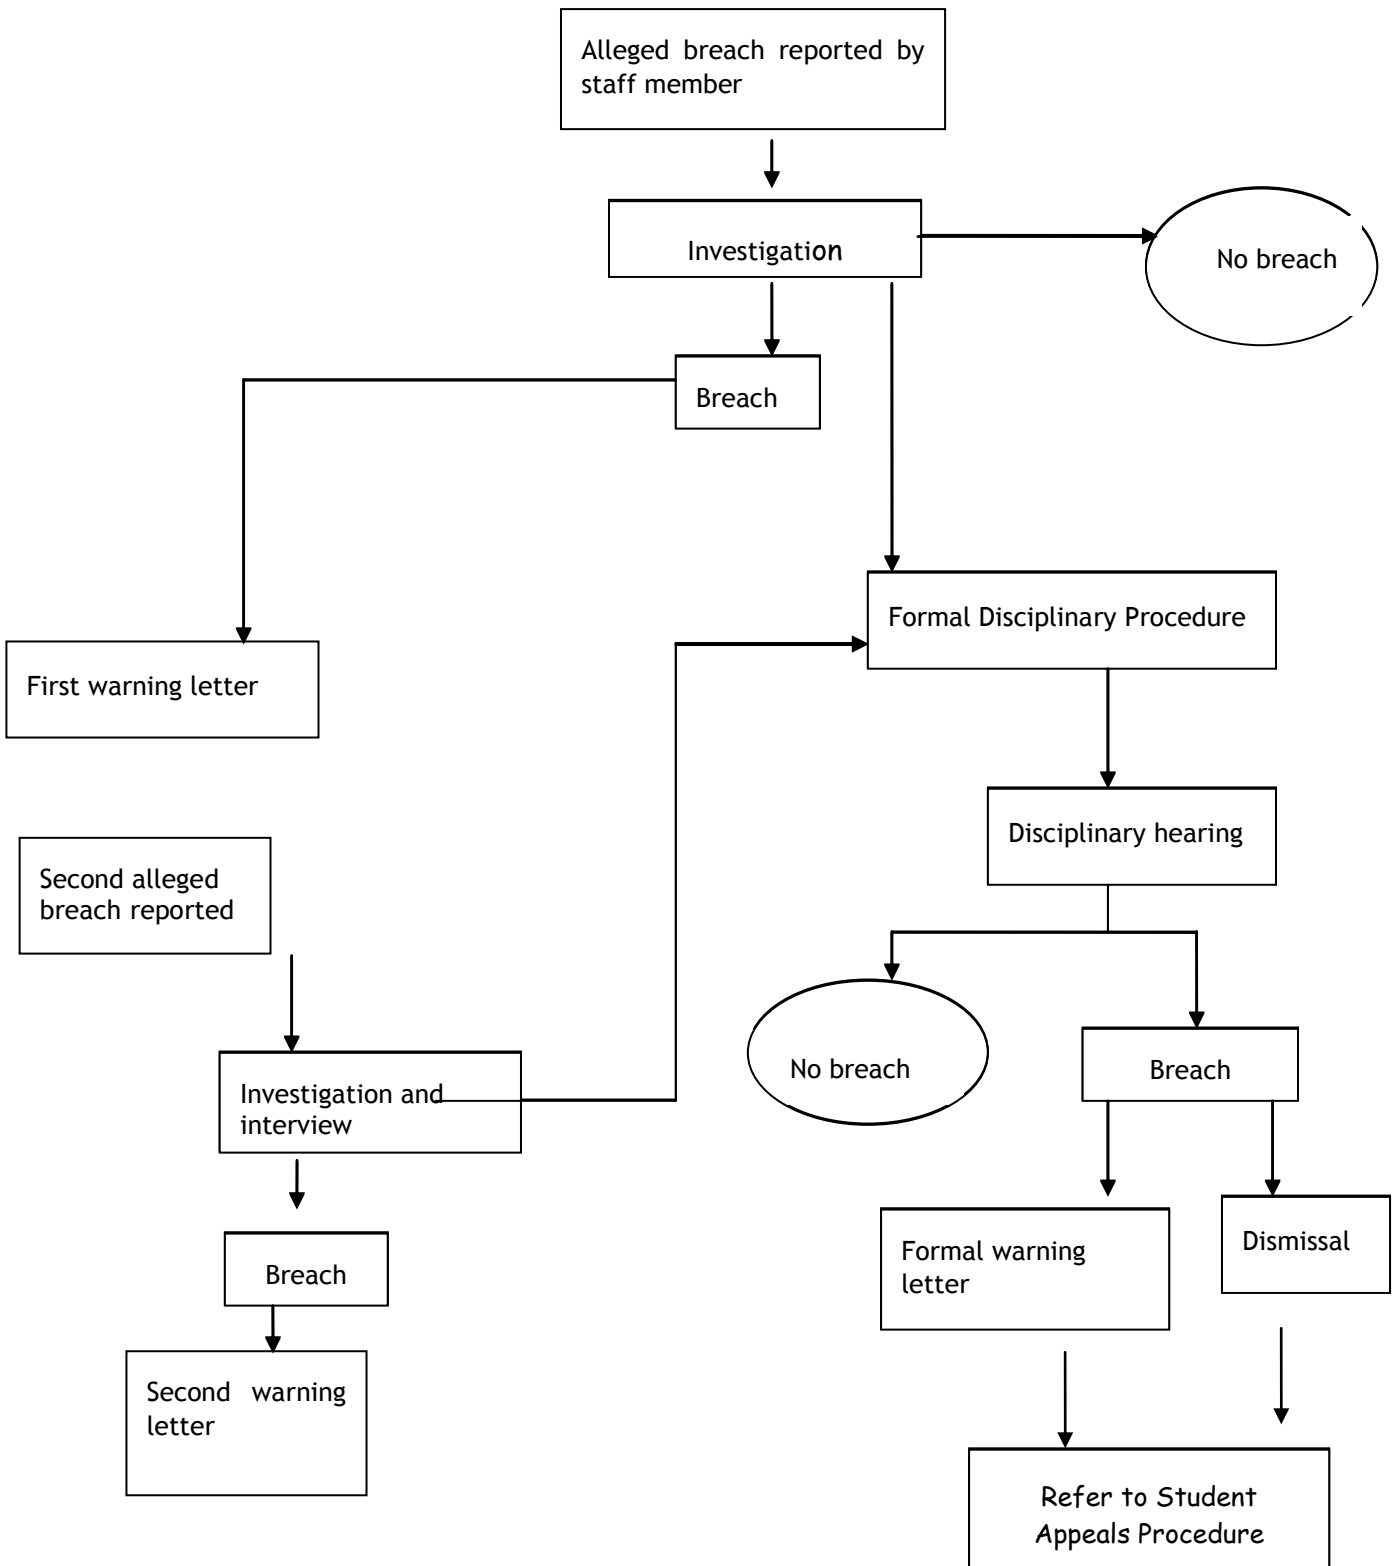 Alleged breach reported by
staff member
Investigation
No breach
Breach
Formal Disciplinary Procedure
First warning letter
Disciplinary hearing
Second alleged
breach reported
No breach
Breach
Investigation and
interview
Formal warning
letter
Dismissal
Breach
Second warning
letter
Refer to Student
Appeals Procedure